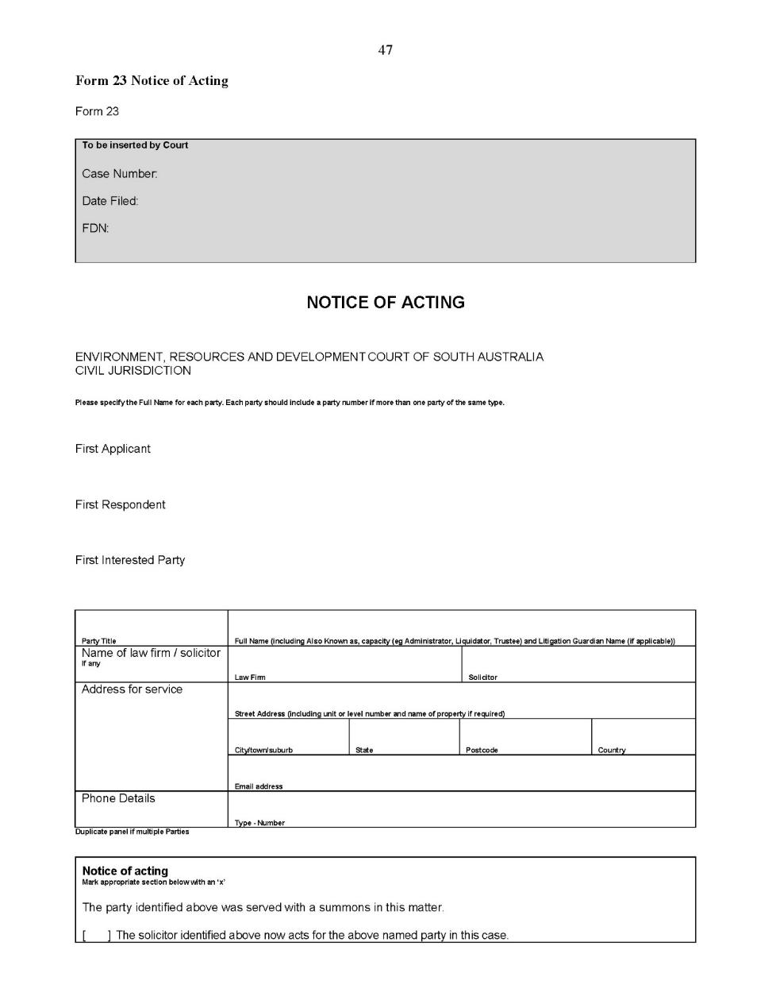 47
Form 23 Notice of Acting
Form 23
To be inserted by Court
Case Number:
Date Filed:
FDN:
NOTICE OF ACTING
ENVIRONMENT, RESOURCES AND DEVELOPMENT COURT OF SOUTH AUSTRALIA
CIVIL JURISDICTION
Please specify the Full Name for each party. Each party should include a party number if more than one party of the same type.
First Applicant
First Respondent
First Interested Party
Party Title
Full Name (including Also Known as, capacity (eg Administrator, Liquidator, Trustee) and Litigation Guardian Name (if applicable))
Name of law firm / solicitor
If any
Law Firm
Solicitor
Address for service
Street Address (including unit or level number and name of property if required)
City/town/suburb
State
Postcode
Country
Email address
Phone Details
Type - Number
Duplicate panel if multiple Parties
Notice of acting
Mark appropriate section below with an ‘x’
The party identified above was served with a summons in this matter.
[ ] The solicitor identified above now acts for the above named party in this case.